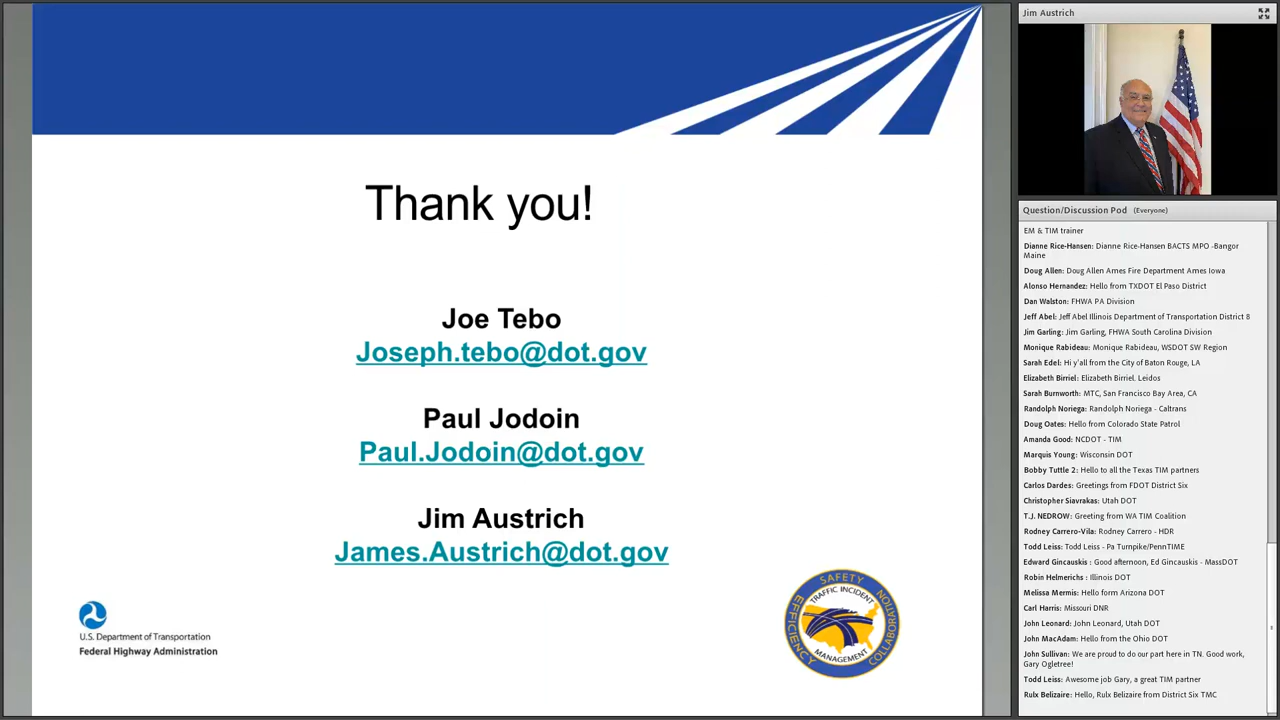 Thank you!
Joe Tebo
Joseph.tebo@dot.gov
Paul Jodoin
Paul.Jodoin@dot.gov
Jim Austrich
James.Austrich@dot.gov
U.S. Department of Transportation
Federal Highway Administration
SAFETY
EFFICIENCY
COLLABORATION
TRAFFIC INCIDENT
MANAGEMENT
Jim Austrich
Question/Discussion Pod (Everyone)
EM & TIM trainer
Dianne Rice-Hansen: Dianne Rice-Hansen BACTS MPO -Bangor
Maine
Doug Allen: Doug Allen Ames Fire Department Ames Iowa
Alonso Hernandez: Hello from TXDOT El Paso District
Dan Walston: FHWA PA Division
Jeff Abel: Jeff Abel Illinois Department of Transportation District 8
Jim Garling: Jim Garling, FHWA South Carolina Division
Monique Rabideau: Monique Rabideau, WSDOT SW Region
Sarah Edel: Hi y'all from the City of Baton Rouge, LA
Elizabeth Birriel: Elizabeth Birriel, Leidos
Sarah Burnworth: MTC, San Francisco Bay Area, CA
Randolph Noriega: Randolph Noriega - Caltrans
Doug Oates: Hello from Colorado State Patrol
Amanda Good: NCDOT - TIM
Marquis Young: Wisconsin DOT
Bobby Tuttle 2: Hello to all the Texas TIM partners
Carlos Dardes: Greetings from FDOT District Six
Christopher Siavrakas: Utah DOT
T.J. NEDROW: Greeting from WA TIM Coalition
Rodney Carrero-Vila: Rodney Carrero - HDR
Todd Leiss: Todd Leiss - Pa Turnpike/PennTIME
Edward Gincauskis : Good afternoon, Ed Gincauskis - MassDOT
Robin Helmerichs : Illinois DOT
Melissa Mermis: Hello form Arizona DOT
Carl Harris: Missouri DNR
John Leonard: John Leonard, Utah DOT
John MacAdam: Hello from the Ohio DOT
John Sullivan: We are proud to do our part here in TN. Good work,
Gary Ogletree!
Todd Leiss: Awesome job Gary, a great TIM partner
Rulx Belizaire: Hello, Rulx Belizaire from District Six TMC